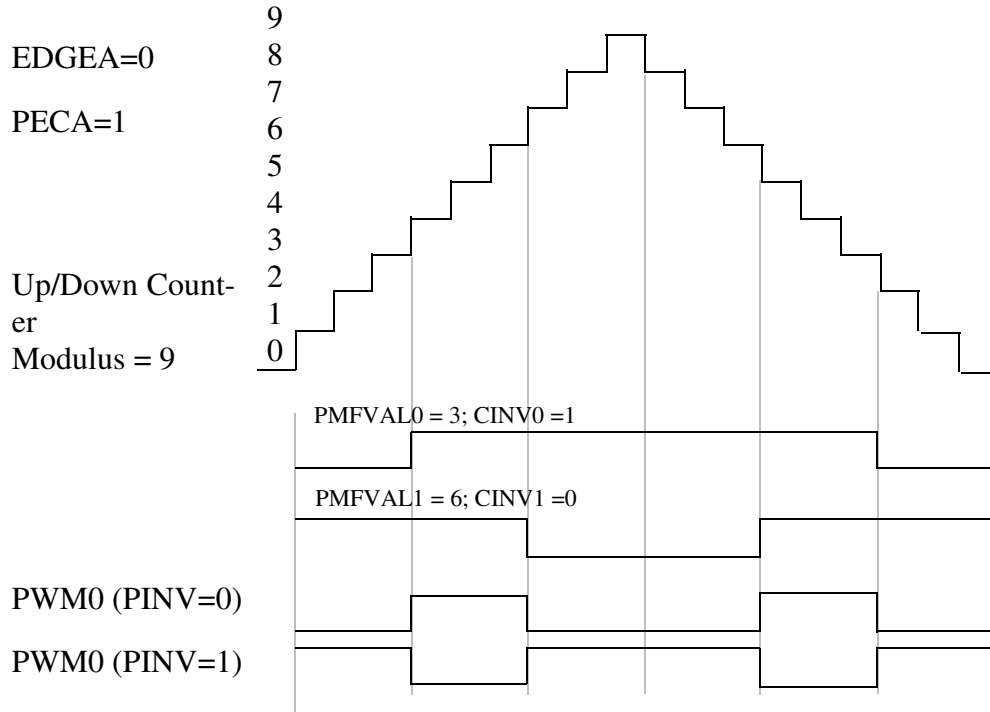 9
EDGEA=0
8
7
PECA=1
6
5
4
3
Up/Down Count-
er
2
1
Modulus = 9
0
PMFVAL0 = 3; CINV0 =1
PMFVAL1 = 6; CINV1 =0
PWM0 (PINV=0)
PWM0 (PINV=1)